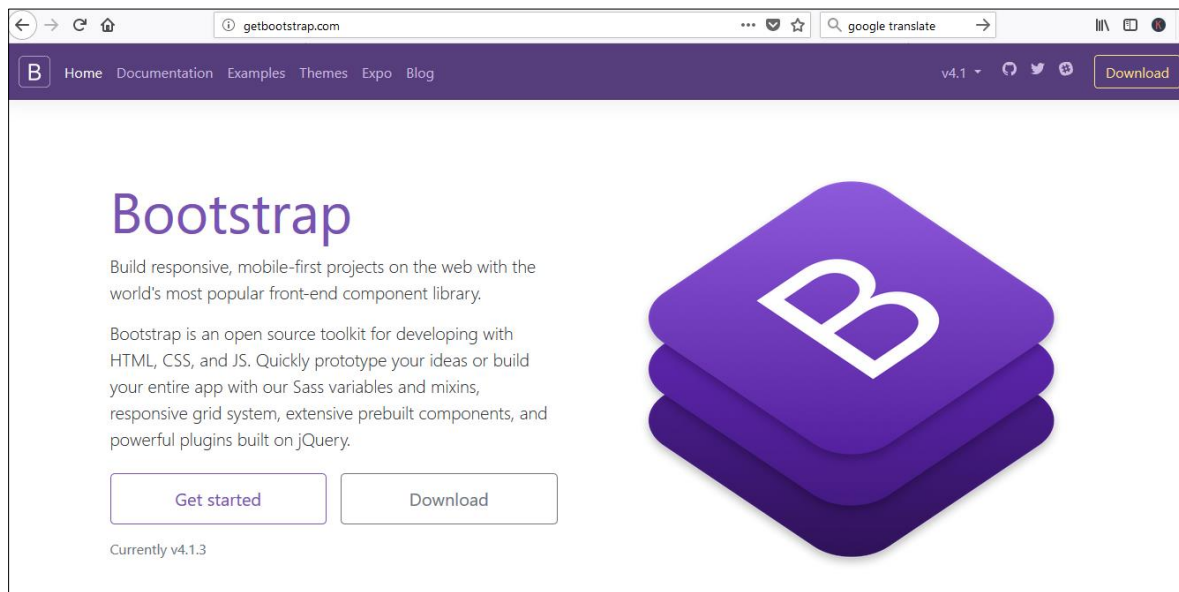 getbootstrap.com
google translate
B Home Documentation Examples Themes Expo Blog v4.1 Download
Bootstrap
Build responsive, mobile-first projects on the web with the
world's most popular front-end component library.
Bootstrap is an open source toolkit for developing with
HTML, CSS, and JS. Quickly prototype your ideas or build
your entire app with our Sass variables and mixins,
responsive grid system, extensive prebuilt components, and
powerful plugins built on jQuery.
Get started Download
Currently v4.1.3
B